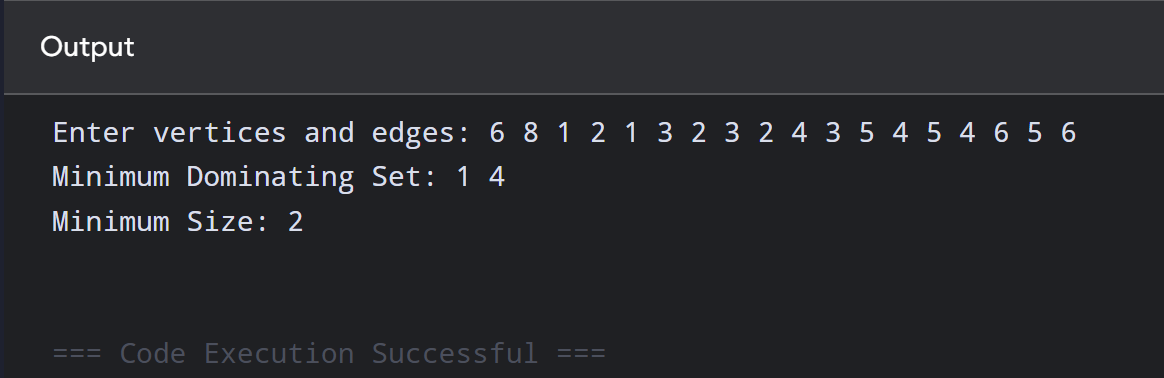 Output
Enter vertices and edges: 6 8 1 2 1 3 2 3 2 4 3 5 4 5 4 6 5 6
Minimum Dominating Set: 1 4
Minimum Size: 2
=== Code Execution Successful ===